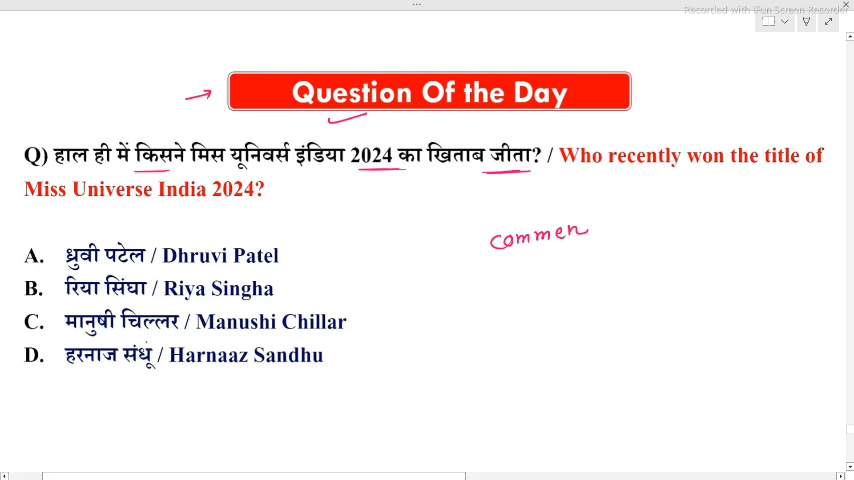 Recorded with iFun Screen Recorder
Question Of the Day
Q) हाल ही में किसने मिस यूनिवर्स इंडिया 2024 का खिताब जीता? / Who recently won the title of
Miss Universe India 2024?
commen
A. ध्रुवी पटेल / Dhruvi Patel
B. रिया सिंघा / Riya Singha
C. मानुषी चिल्लर / Manushi Chillar
D. हरनाज संधू / Harnaaz Sandhu